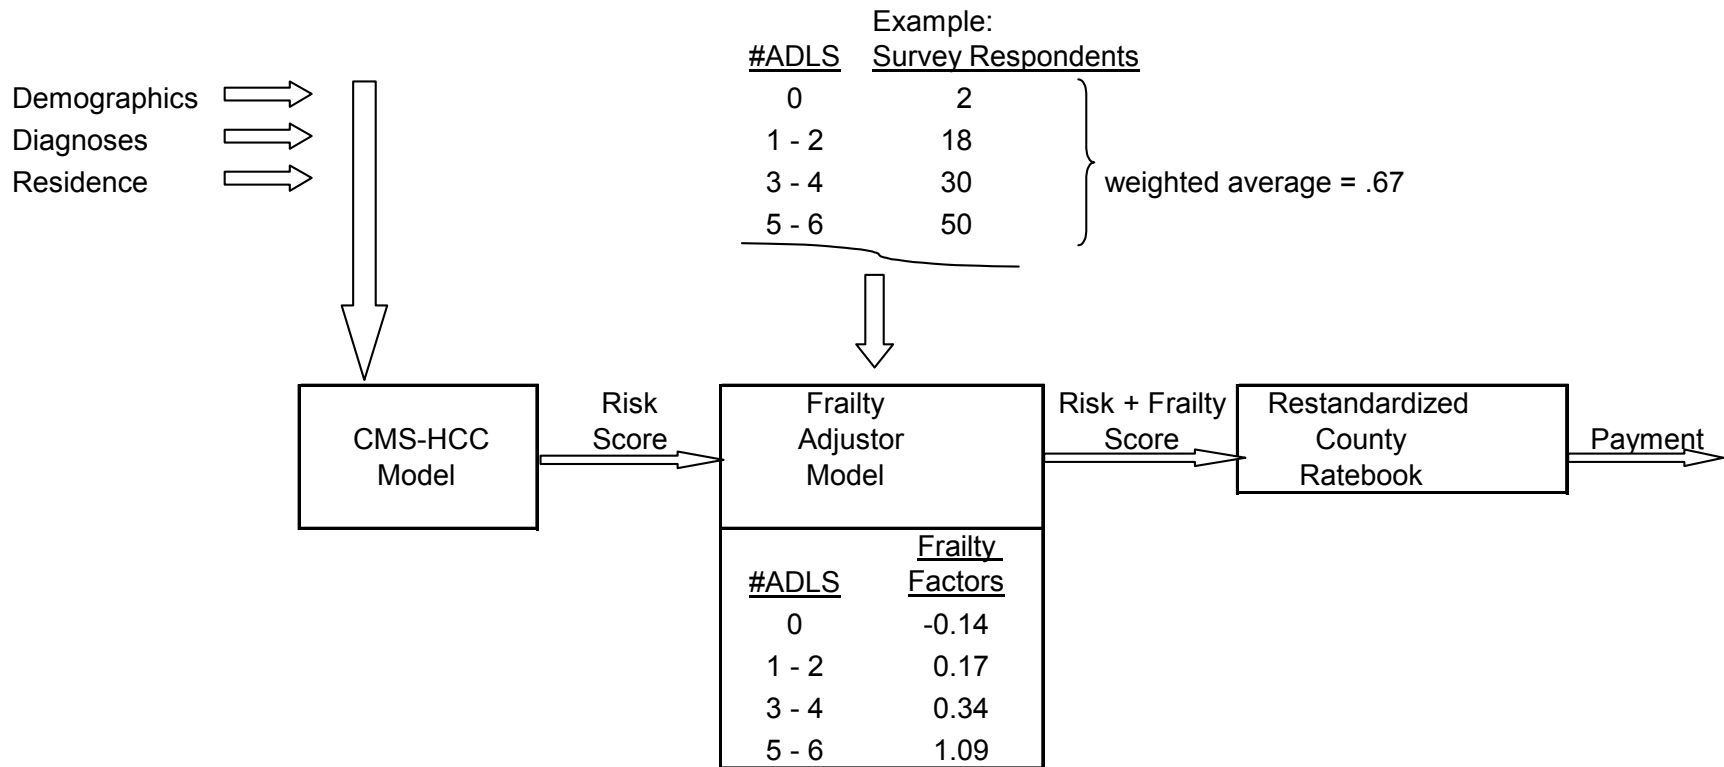 Example:
#ADLS Survey Respondents
0 2
1 - 2 18
3 - 4 30
5 - 6 50
weighted average = .67
Demographics
Diagnoses
Residence
CMS-HCC
Model
Risk
Score
Frailty
Adjustor
Model
Risk + Frailty
Score
Restandardized
County
Ratebook
Payment
Frailty
#ADLS Factors
0 -0.14
1 - 2 0.17
3 - 4 0.34
5 - 6 1.09